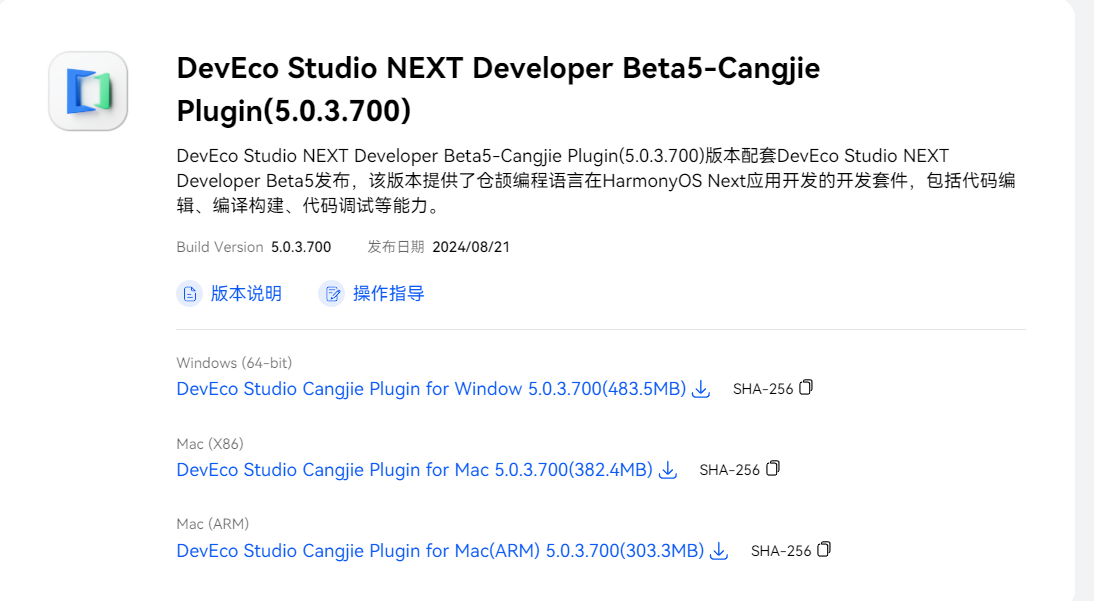 DevEco Studio NEXT Developer Beta5-Cangjie
Plugin(5.0.3.700)
DevEco Studio NEXT Developer Beta5-Cangjie Plugin(5.0.3.700)版本配套DevEco Studio NEXT
Developer Beta5发布，该版本提供了仓颉编程语言在HarmonyOS Next应用开发的开发套件，包括代码编
辑、编译构建、代码调试等能力。
Build Version 5.0.3.700 发布日期 2024/08/21
版本说明 操作指导
Windows (64-bit)
DevEco Studio Cangjie Plugin for Window 5.0.3.700(483.5MB) SHA-256
Mac (X86)
DevEco Studio Cangjie Plugin for Mac 5.0.3.700(382.4MB) SHA-256
Mac (ARM)
DevEco Studio Cangjie Plugin for Mac(ARM) 5.0.3.700(303.3MB) SHA-256